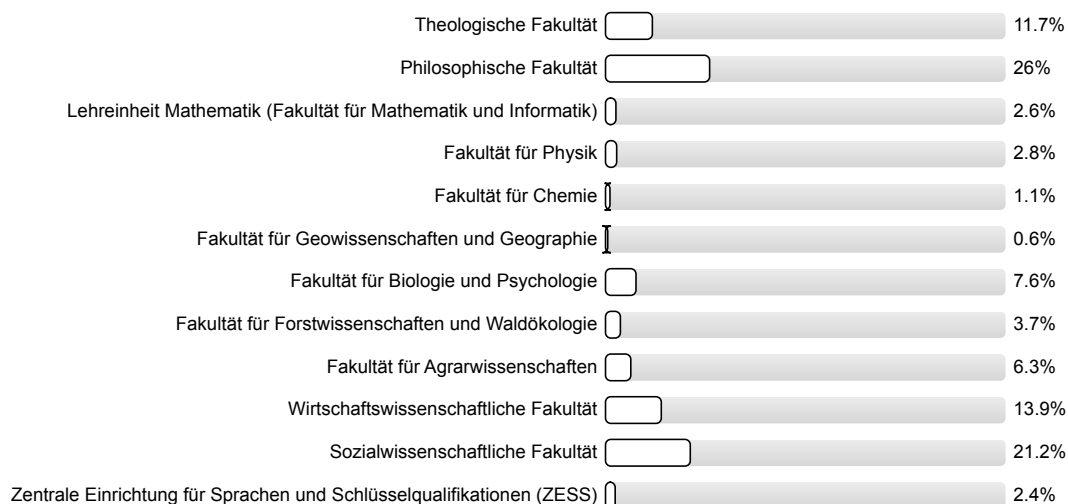 Theologische Fakultät 11.7%
Philosophische Fakultät 26%
Lehreinheit Mathematik (Fakultät für Mathematik und Informatik) 2.6%
Fakultät für Physik 2.8%
Fakultät für Chemie 1.1%
Fakultät für Geowissenschaften und Geographie 0.6%
Fakultät für Biologie und Psychologie 7.6%
Fakultät für Forstwissenschaften und Waldökologie 3.7%
Fakultät für Agrarwissenschaften 6.3%
Wirtschaftswissenschaftliche Fakultät 13.9%
Sozialwissenschaftliche Fakultät 21.2%
Zentrale Einrichtung für Sprachen und Schlüsselqualifikationen (ZESS) 2.4%